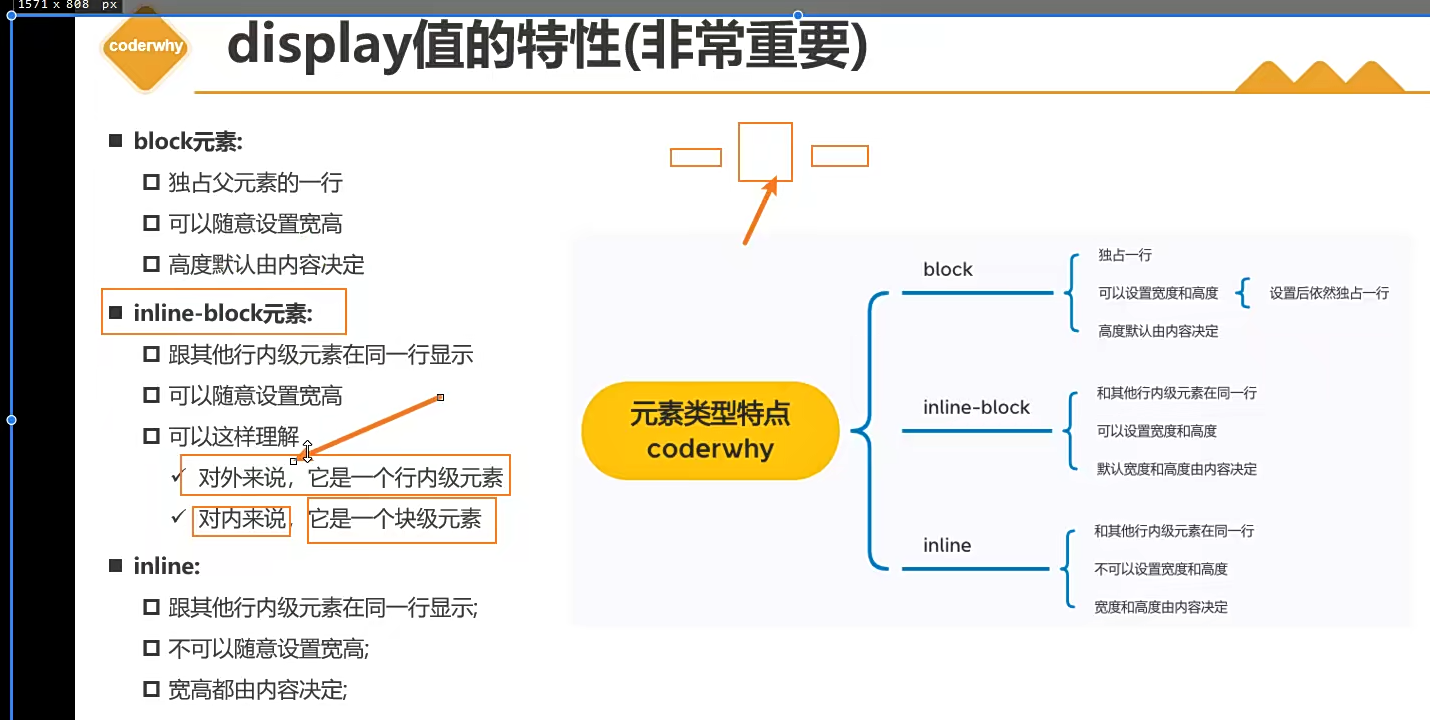 1571 x 808 px
coderwhy
display值的特性(非常重要)
block元素:
独占父元素的一行
可以随意设置宽高
高度默认由内容决定
inline-block元素:
跟其他行内级元素在同一行显示
可以随意设置宽高
可以这样理解
对外来说，它是一个行内级元素
对内来说，它是一个块级元素
inline:
跟其他行内级元素在同一行显示;
不可以随意设置宽高;
宽高都由内容决定;
元素类型特点
coderwhy
block
独占一行
可以设置宽度和高度
设置后依然独占一行
高度默认由内容决定
inline-block
和其他行内级元素在同一行
可以设置宽度和高度
默认宽度和高度由内容决定
inline
和其他行内级元素在同一行
不可以设置宽度和高度
宽度和高度由内容决定